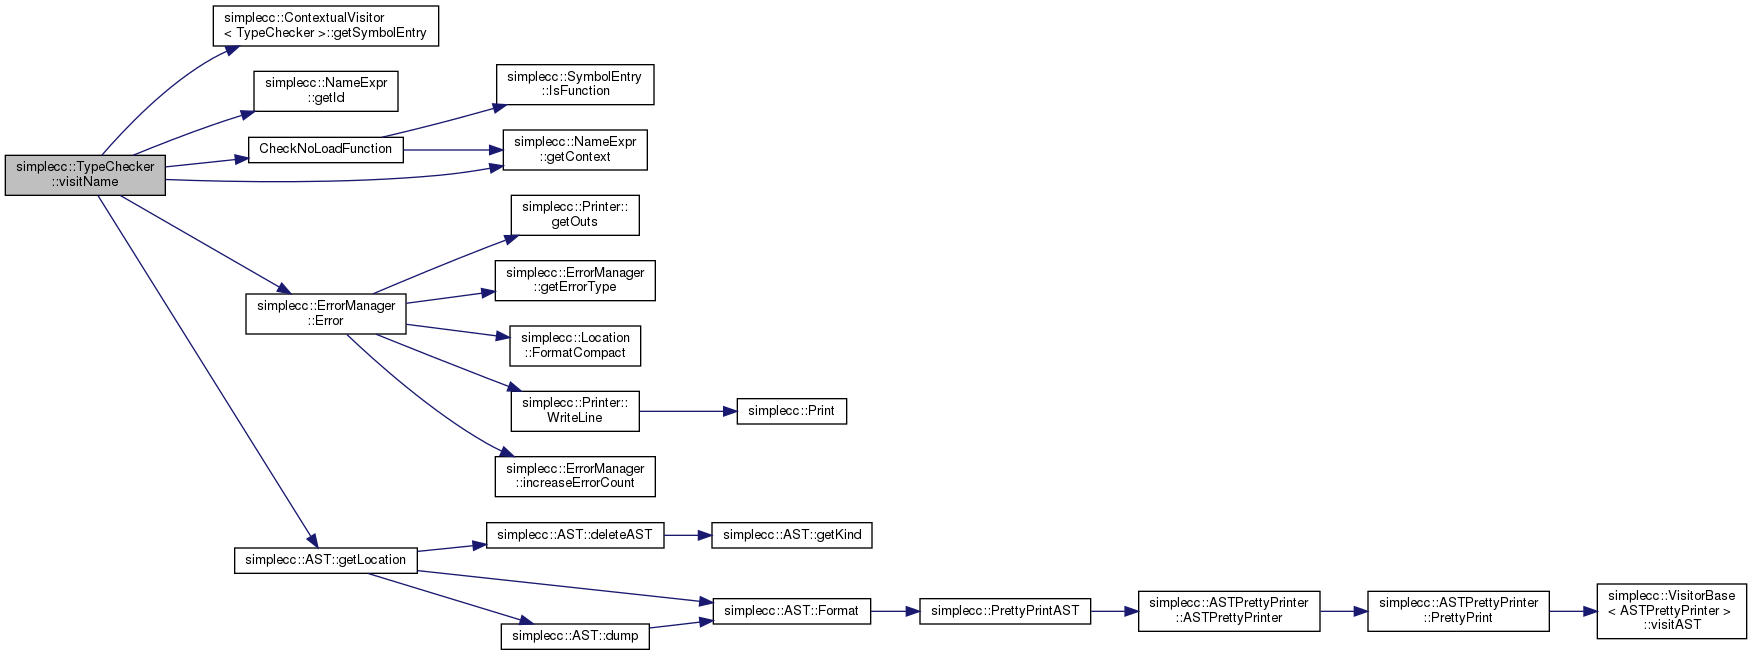 simplecc::ContextualVisitor
< TypeChecker >::getSymbolEntry
simplecc::NameExpr
::getId
simplecc::SymbolEntry
::IsFunction
CheckNoLoadFunction
simplecc::NameExpr
::getContext
simplecc::TypeChecker
::visitName
simplecc::Printer::
getOuts
simplecc::ErrorManager
::getErrorType
simplecc::ErrorManager
::Error
simplecc::Location
::FormatCompact
simplecc::Printer::
WriteLine
simplecc::Print
simplecc::ErrorManager
::increaseErrorCount
simplecc::AST::deleteAST
simplecc::AST::getKind
simplecc::AST::getLocation
simplecc::AST::Format
simplecc::PrettyPrintAST
simplecc::ASTPrettyPrinter
::ASTPrettyPrinter
simplecc::ASTPrettyPrinter
::PrettyPrint
simplecc::VisitorBase
< ASTPrettyPrinter >
::visitAST
simplecc::AST::dump